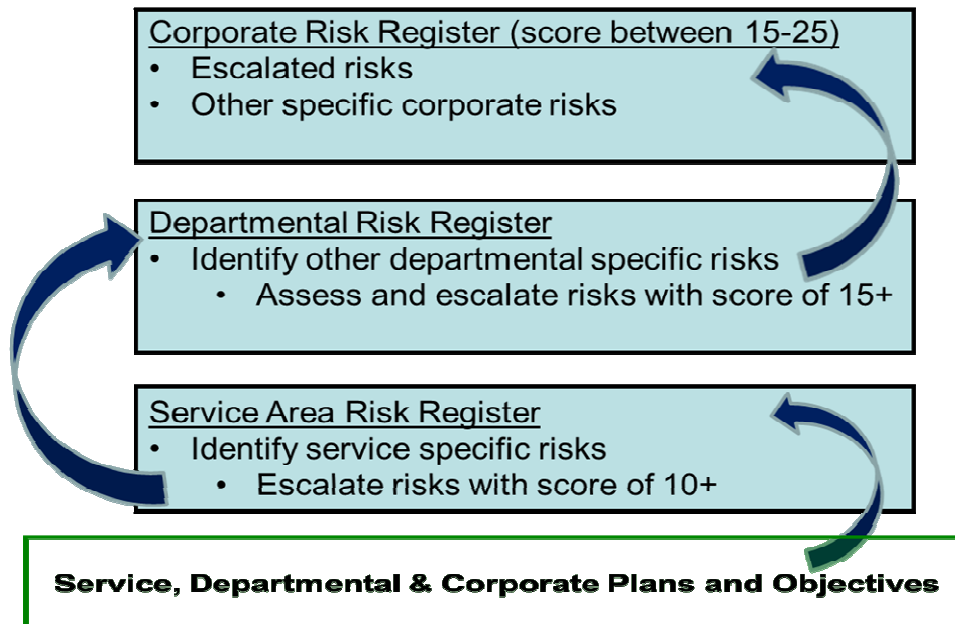 Corporate Risk Register (score between 15-25)
• Escalated risks
• Other specific corporate risks
Departmental Risk Register
• Identify other departmental specific risks
• Assess and escalate risks with score of 15+
Service Area Risk Register
• Identify service specific risks
• Escalate risks with score of 10+
Service, Departmental & Corporate Plans and Objectives